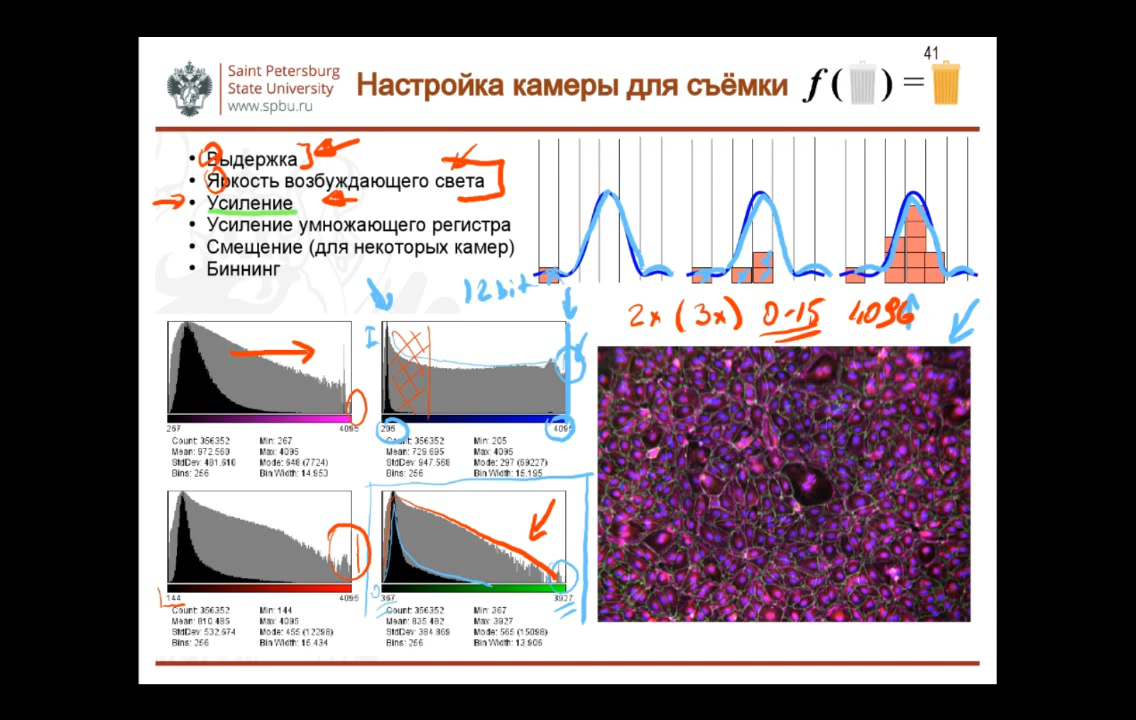 41
Saint Petersburg
State University
www.spbu.ru
Настройка камеры для съёмки
f ( ) =
• Выдержка
• Яркость возбуждающего света
• Усиление
• Усиление умножающего регистра
• Смещение (для некоторых камер)
• Биннинг
12 bit
2x (3x) 0-15 4096
I
267 4095
Count: 356352 Min: 267
Mean: 972.560 Max: 4095
StdDev: 481.610 Mode: 648 (7724)
Bins: 256 Bin Width: 14.953
205 4095
Count: 356352 Min: 205
Mean: 729.695 Max: 4095
StdDev: 947.568 Mode: 297 (69227)
Bins: 256 Bin Width: 15.195
144 4095
Count: 356352 Min: 144
Mean: 810.485 Max: 4095
StdDev: 532.674 Mode: 455 (12298)
Bins: 256 Bin Width: 15.434
367 3927
Count: 356352 Min: 367
Mean: 835.482 Max: 3927
StdDev: 384.869 Mode: 565 (15098)
Bins: 256 Bin Width: 13.906